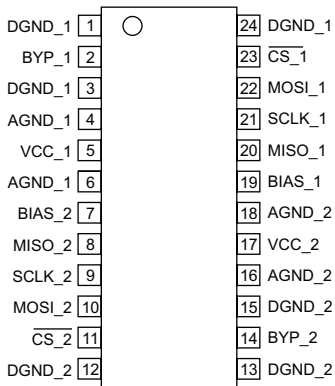 DGND_1 1 24 DGND_1
BYP_1 2 23 CS_1
DGND_1 3 22 MOSI_1
AGND_1 4 21 SCLK_1
VCC_1 5 20 MISO_1
AGND_1 6 19 BIAS_1
BIAS_2 7 18 AGND_2
MISO_2 8 17 VCC_2
SCLK_2 9 16 AGND_2
MOSI_2 10 15 DGND_2
CS_2 11 14 BYP_2
DGND_2 12 13 DGND_2